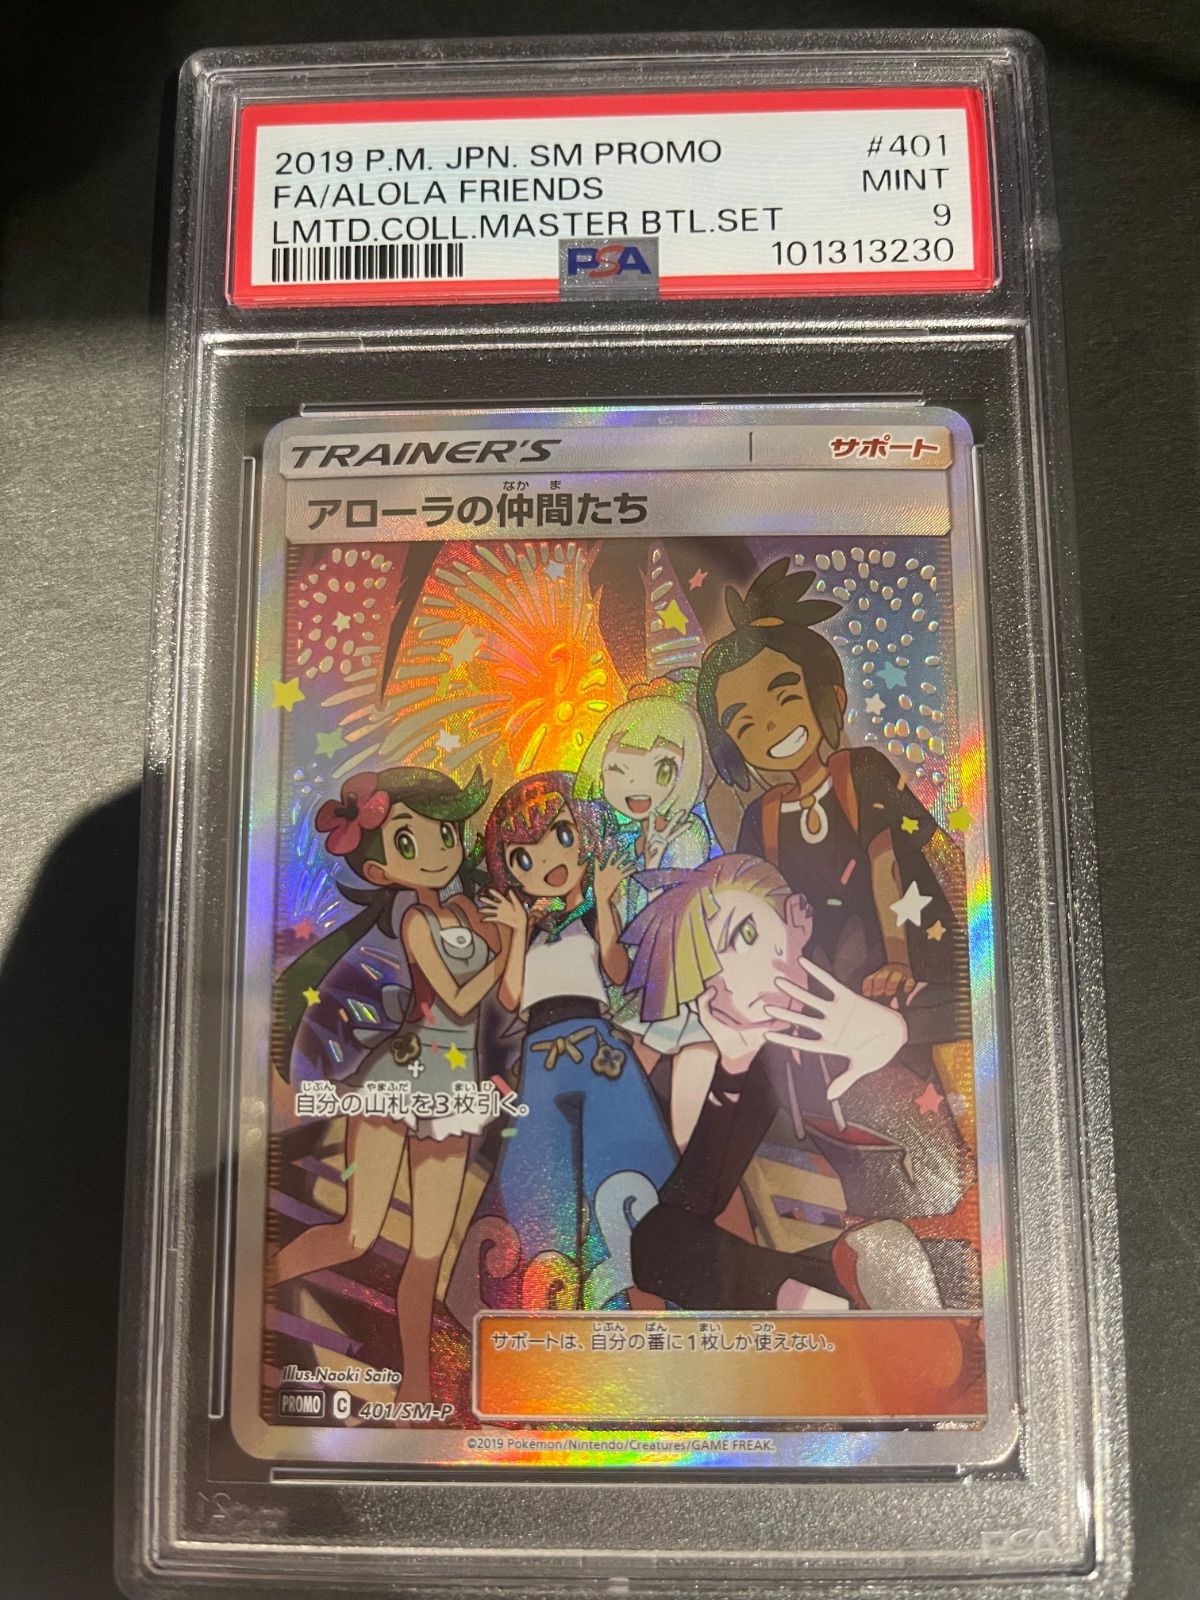 2019 P.M. JPN. SM PROMO #401
FA/ALOLA FRIENDS MINT
LMTD.COLL.MASTER BTL.SET 9
PSA 101313230
TRAINER'S サポート
なかま
アローラの仲間たち
じぶん やまふだ まい ひ
自分の山札を3枚引く。
じぶん ばん まい つか
サポートは、自分の番に1枚しか使えない。
Illus.Naoki Saito
PROMO C 401/SM-P
©2019 Pokémon/Nintendo/Creatures/GAME FREAK.
PSA